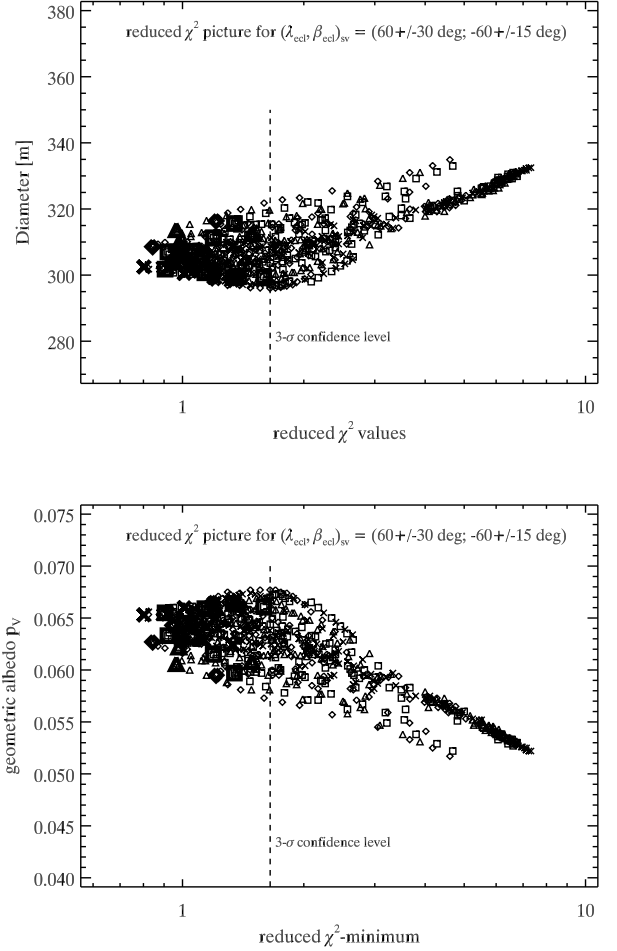 380
reduced χ² picture for (λecl, βecl)sv = (60+/-30 deg; -60+/-15 deg)
360
340
Diameter [m]
320
300
280
3-σ confidence level
1
10
reduced χ² values
0.075
reduced χ² picture for (λecl, βecl)sv = (60+/-30 deg; -60+/-15 deg)
0.070
0.065
geometric albedo pV
0.060
0.055
0.050
0.045
3-σ confidence level
0.040
1
10
reduced χ²-minimum